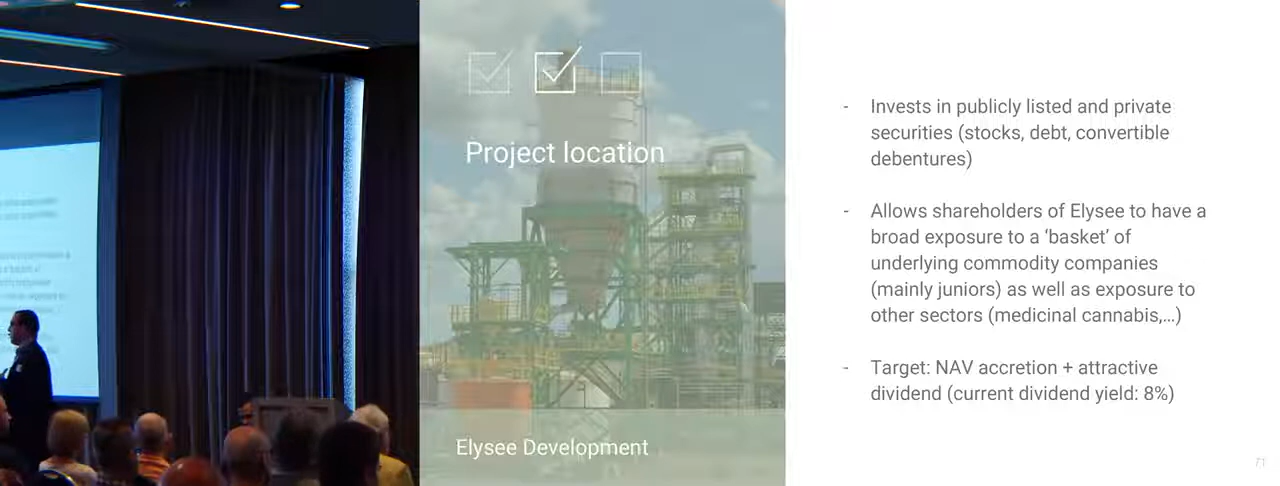 Project location
Elysee Development
- Invests in publicly listed and private
securities (stocks, debt, convertible
debentures)
- Allows shareholders of Elysee to have a
broad exposure to a ‘basket’ of
underlying commodity companies
(mainly juniors) as well as exposure to
other sectors (medicinal cannabis,...)
- Target: NAV accretion + attractive
dividend (current dividend yield: 8%)
71